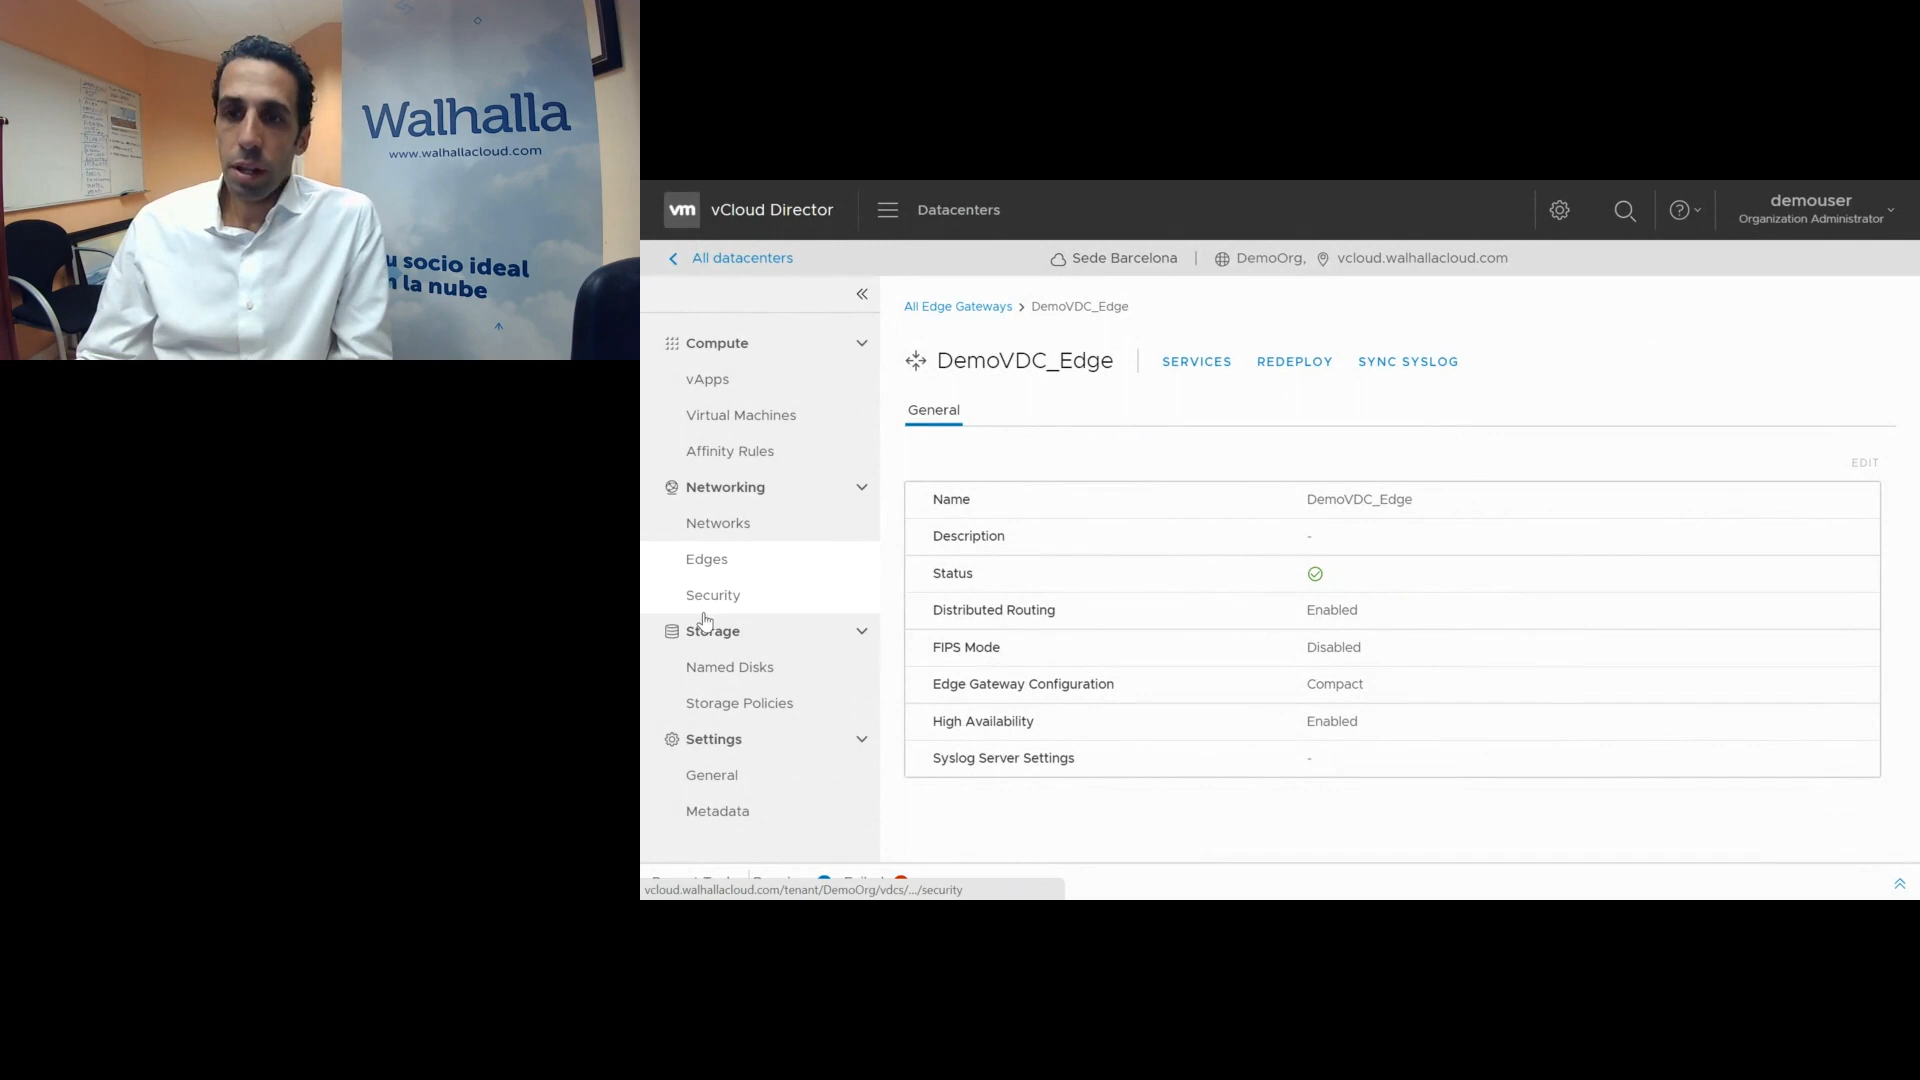 Walhalla
www.walhallacloud.com
u socio ideal
n la nube
vm vCloud Director
Datacenters
demouser
Organization Administrator
All datacenters
Sede Barcelona | DemoOrg, vcloud.walhallacloud.com
Compute
vApps
Virtual Machines
Affinity Rules
Networking
Networks
Edges
Security
Storage
Named Disks
Storage Policies
Settings
General
Metadata
All Edge Gateways > DemoVDC_Edge
DemoVDC_Edge | SERVICES REDEPLOY SYNC SYSLOG
General
EDIT
Name DemoVDC_Edge
Description -
Status
Distributed Routing Enabled
FIPS Mode Disabled
Edge Gateway Configuration Compact
High Availability Enabled
Syslog Server Settings -
vcloud.walhallacloud.com/tenant/DemoOrg/vdcs/.../security